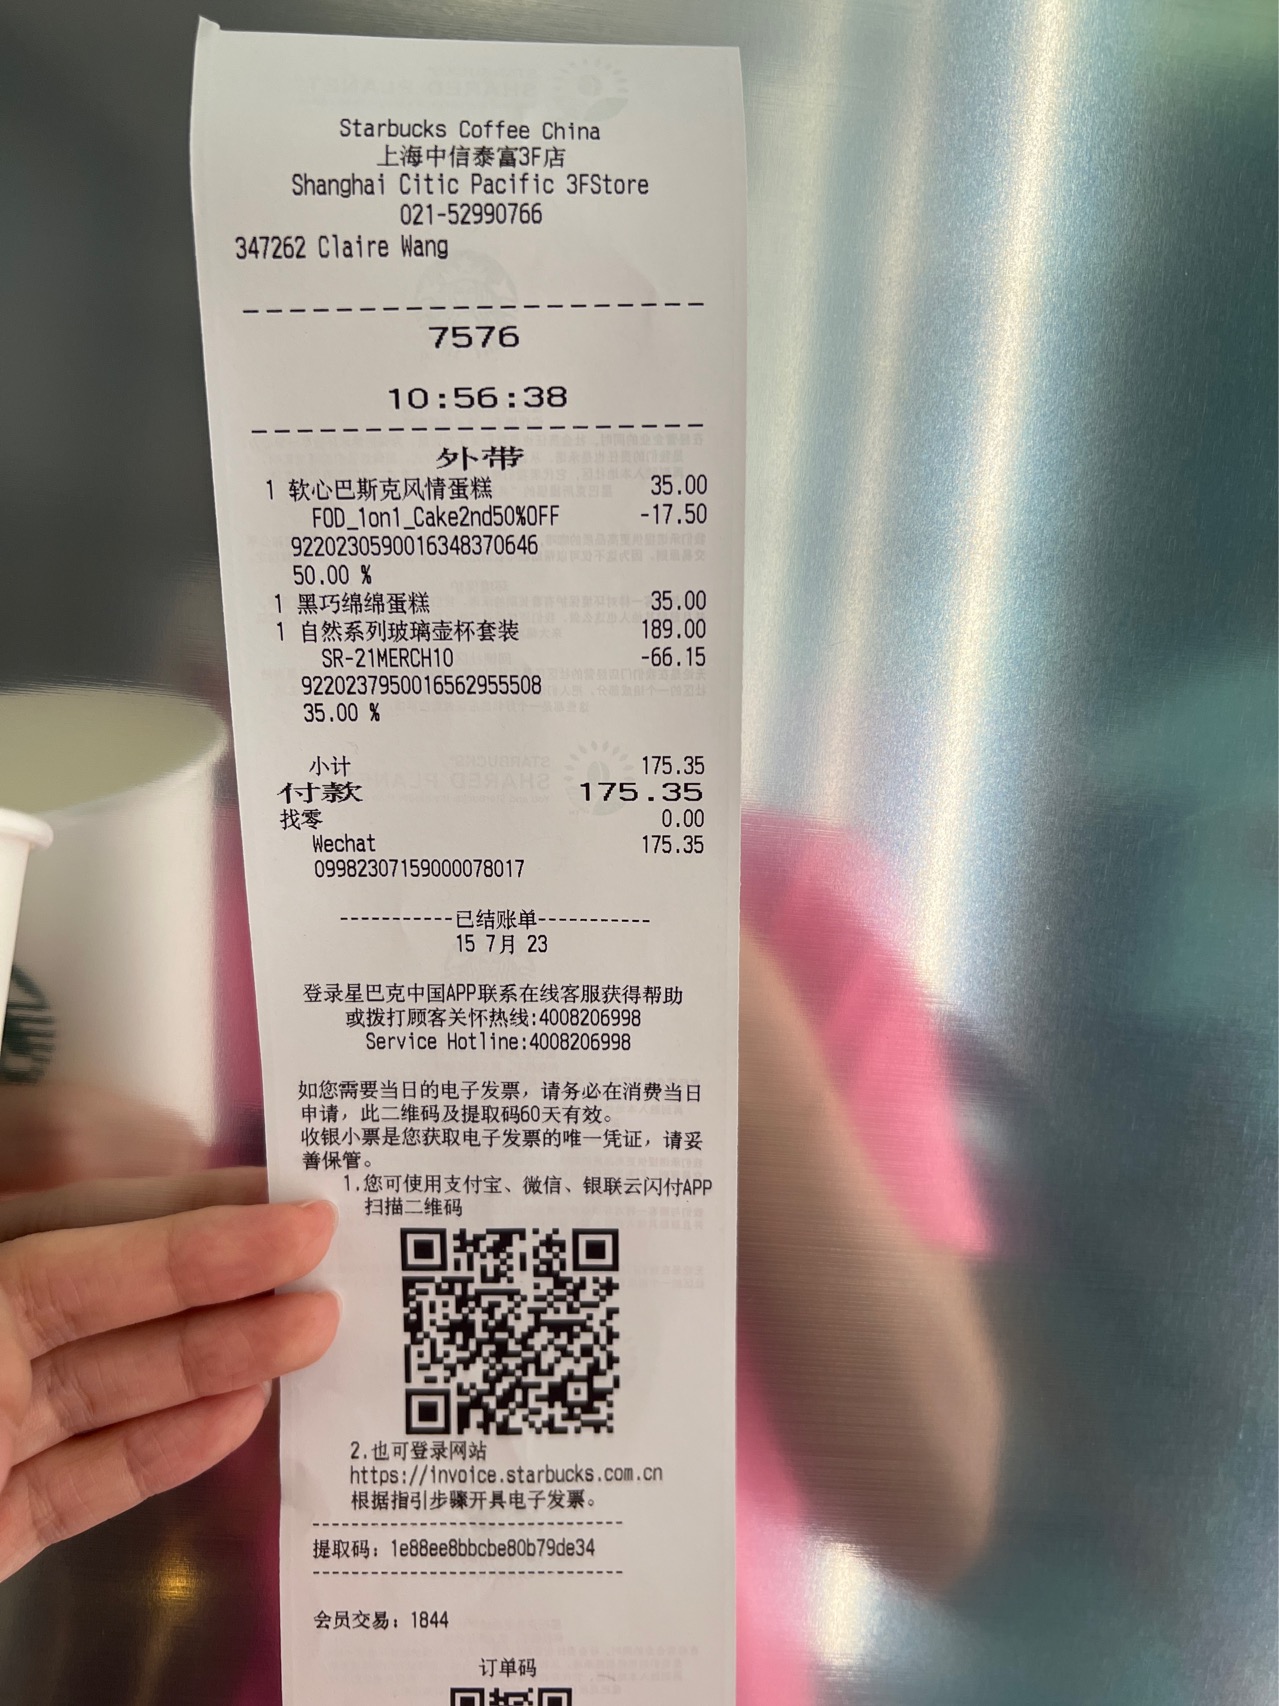 Starbucks Coffee China
上海中信泰富3F店
Shanghai Citic Pacific 3FStore
021-52990766
347262 Claire Wang
7576
10:56:38
外带
1 软心巴斯克风情蛋糕 35.00
FOD_1on1_Cake2nd50%OFF -17.50
9220230590016348370646
50.00 %
1 黑巧绵绵蛋糕 35.00
1 自然系列玻璃壶杯套装 189.00
SR-21MERCH10 -66.15
9220237950016562955508
35.00 %
小计 175.35
付款 175.35
找零 0.00
Wechat 175.35
09982307159000078017
-----------已结账单-----------
15 7月 23
登录星巴克中国APP联系在线客服获得帮助
或拨打顾客关怀热线:4008206998
Service Hotline:4008206998
如您需要当日的电子发票，请务必在消费当日
申请，此二维码及提取码60天有效。
收银小票是您获取电子发票的唯一凭证，请妥
善保管。
1.您可使用支付宝、微信、银联云闪付APP
扫描二维码
2.也可登录网站
https://invoice.starbucks.com.cn
根据指引步骤开具电子发票。
提取码：1e88ee8bbcbe80b79de34
会员交易：1844
订单码